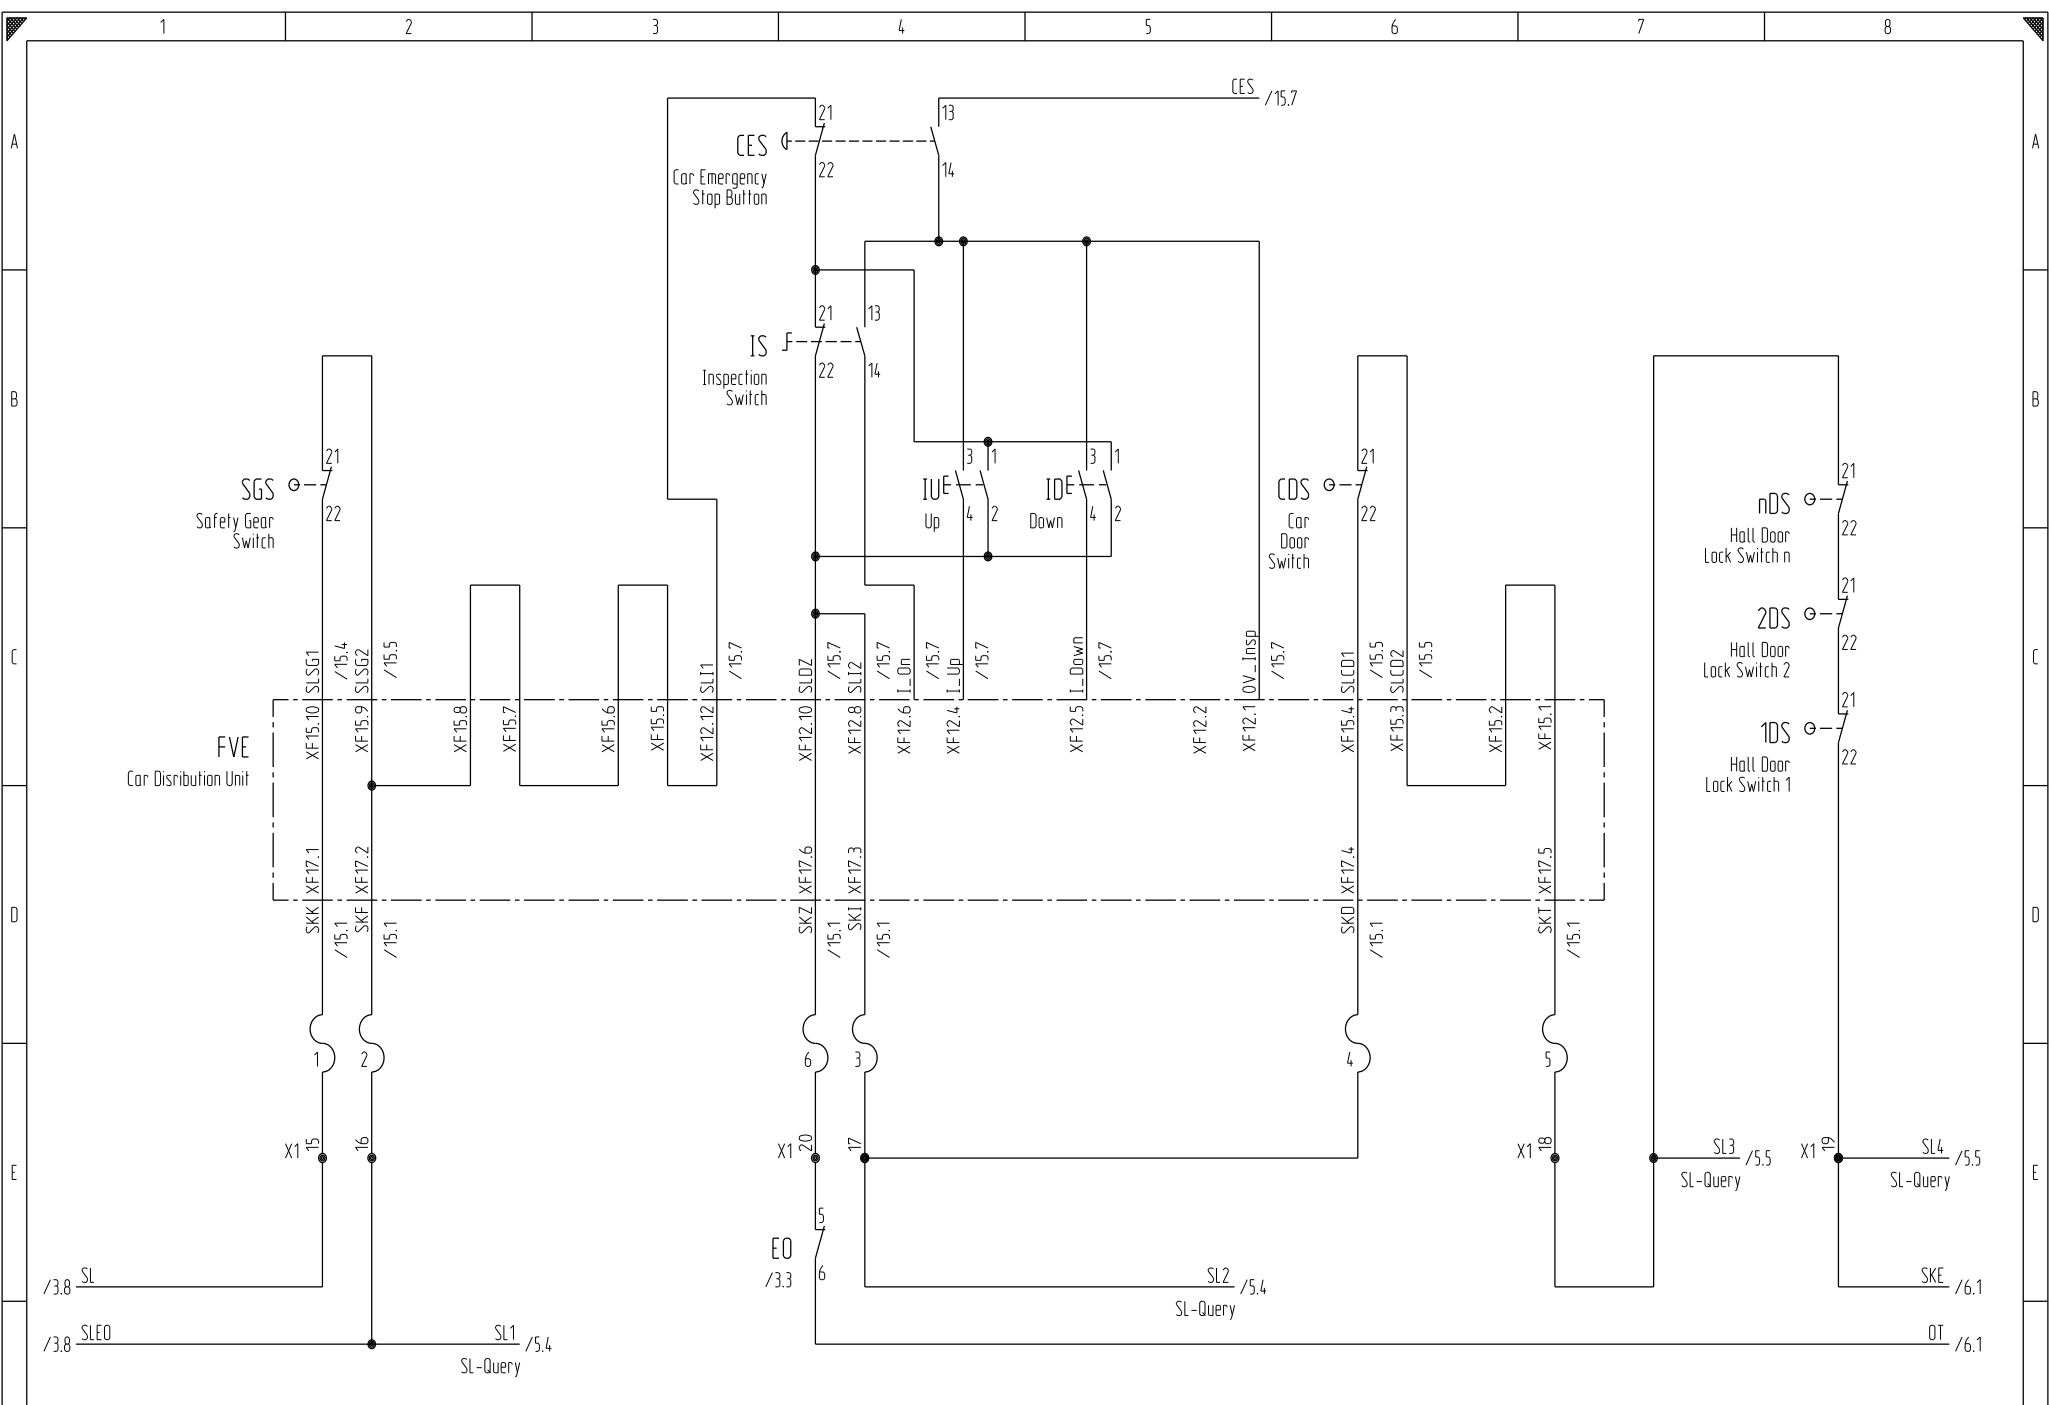 1 2 3 4 5 6 7 8
CES /15.7
21 13
A CES A
22 14
Car Emergency
Stop Button
21 13
IS
22 14
Inspection
Switch
B B
3 1 3 1
21 21 21
SGS IU ID CDS nDS
22 4 2 4 2 22 22
Up Down
Safety Gear
Switch
Car
Door
Switch
Hall Door
Lock Switch n
21
2DS
22
Hall Door
Lock Switch 2
C C
SLSG1 /15.4 SLSG2 /15.5 SLI1 /15.7 SLDZ /15.7 SLI2 /15.7 I_On /15.7 I_Up /15.7 I_Down /15.7 0V_Insp /15.7 SLCD1 /15.5 SLCD2 /15.5
21
1DS
22
Hall Door
Lock Switch 1
XF15.10 XF15.9 XF15.8 XF15.7 XF15.6 XF15.5 XF12.12 XF12.10 XF12.8 XF12.6 XF12.4 XF12.5 XF12.2 XF12.1 XF15.4 XF15.3 XF15.2 XF15.1
FVE
Car Disribution Unit
XF17.1 XF17.2 XF17.6 XF17.3 XF17.4 XF17.5
D D
SKK /15.1 SKF /15.1 SKZ /15.1 SKI /15.1 SKD /15.1 SKT /15.1
1 2 6 3 4 5
X1 15 16 X1 20 17 X1 18 X1 19
SL3 /5.5
SL-Query
SL4 /5.5
SL-Query
E E
5
EO
/3.3 6
/3.8 SL
SL2 /5.4
SL-Query
SKE /6.1
/3.8 SLEO
SL1 /5.4
SL-Query
OT /6.1